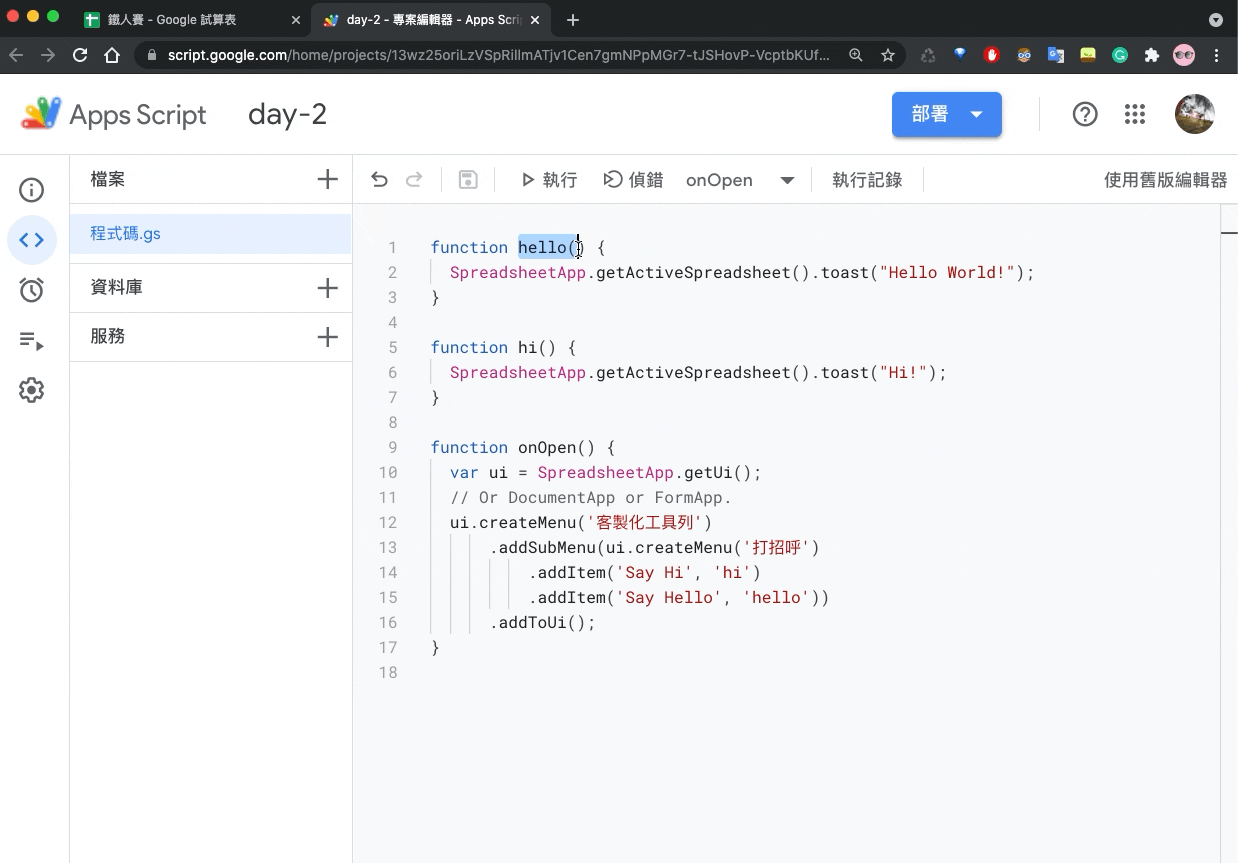 鐵人賽 - Google 試算表
day-2 - 專案編輯器 - Apps Scri
script.google.com/home/projects/13wz25oriLzVSpRillmATjv1Cen7gmNPpMGr7-tJSHovP-VcptbKUf...
Apps Script
day-2
部署
檔案
執行
偵錯
onOpen
執行記錄
使用舊版編輯器
程式碼.gs
資料庫
服務
1 function hello() {
2 SpreadsheetApp.getActiveSpreadsheet().toast("Hello World!");
3 }
4
5 function hi() {
6 SpreadsheetApp.getActiveSpreadsheet().toast("Hi!");
7 }
8
9 function onOpen() {
10 var ui = SpreadsheetApp.getUi();
11 // Or DocumentApp or FormApp.
12 ui.createMenu('客製化工具列')
13 .addSubMenu(ui.createMenu('打招呼')
14 .addItem('Say Hi', 'hi')
15 .addItem('Say Hello', 'hello'))
16 .addToUi();
17 }
18